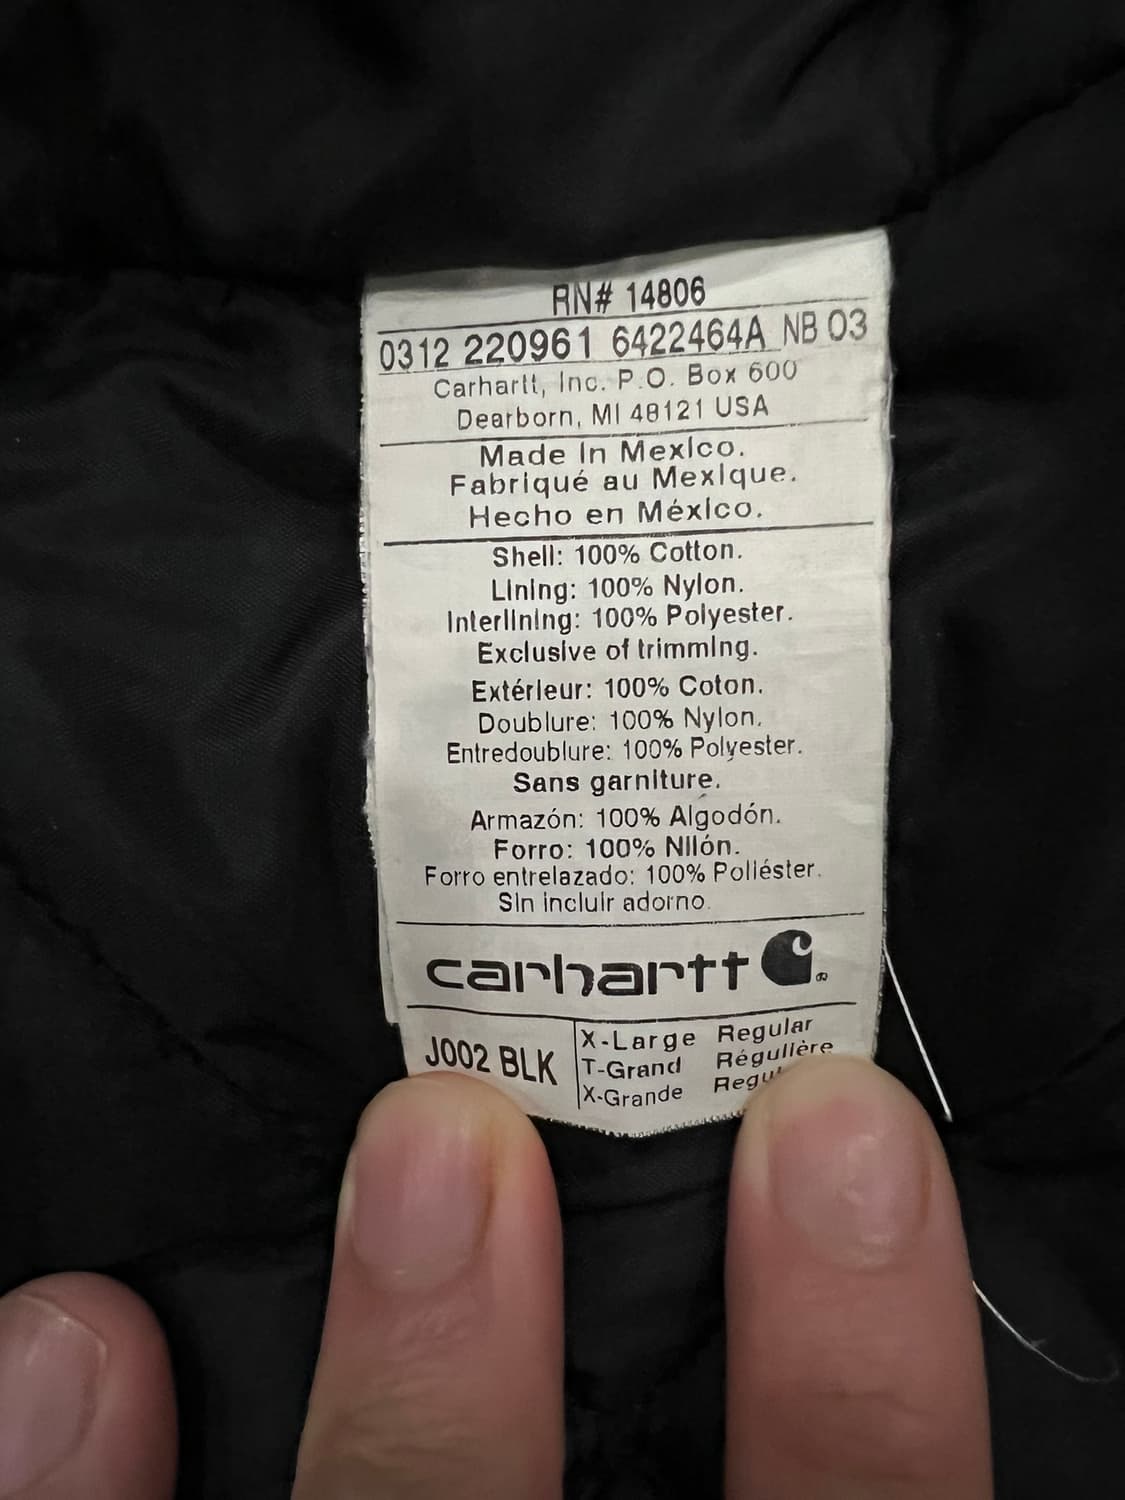 RN# 14806
0312 220961 6422464A NB 03
Carhartt, Inc. P.O. Box 600
Dearborn, MI 48121 USA
Made In Mexico.
Fabriqué au Mexique.
Hecho en México.
Shell: 100% Cotton.
Lining: 100% Nylon.
Interlining: 100% Polyester.
Exclusive of trimming.
Extérieur: 100% Coton.
Doublure: 100% Nylon.
Entredoublure: 100% Polyester.
Sans garniture.
Armazón: 100% Algodón.
Forro: 100% Nilón.
Forro entrelazado: 100% Poliéster.
Sin incluir adorno.
carhartt
J002 BLK
X-Large Regular
T-Grand Régulière
X-Grande